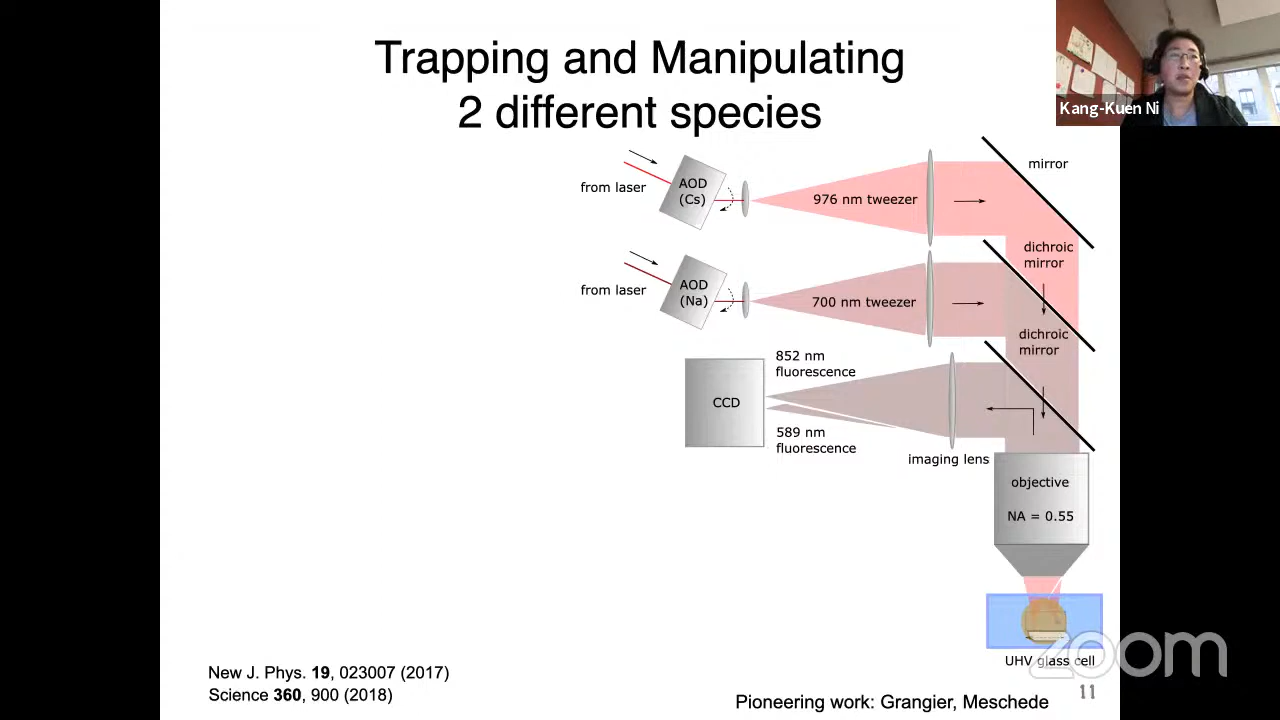 Trapping and Manipulating
2 different species
Kang-Kuen Ni
from laser
AOD
(Cs)
976 nm tweezer
mirror
dichroic
mirror
from laser
AOD
(Na)
700 nm tweezer
dichroic
mirror
852 nm
fluorescence
CCD
589 nm
fluorescence
imaging lens
objective
NA = 0.55
UHV glass cell
zoom
New J. Phys. 19, 023007 (2017)
Science 360, 900 (2018)
Pioneering work: Grangier, Meschede
11